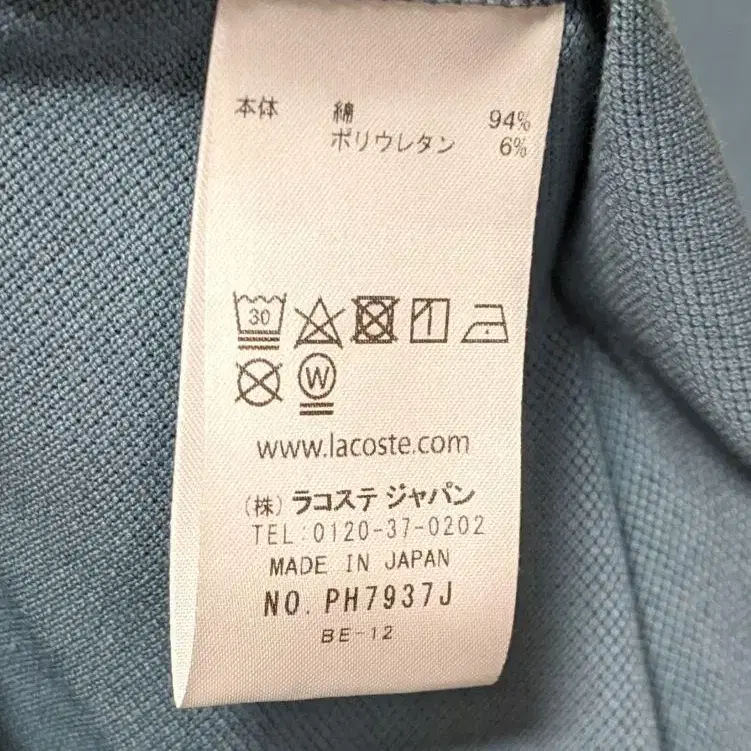 本体 綿 94%
ポリウレタン 6%
30
W
www.lacoste.com
(株) ラコステ ジャパン
TEL:0120-37-0202
MADE IN JAPAN
NO. PH7937J
BE-12